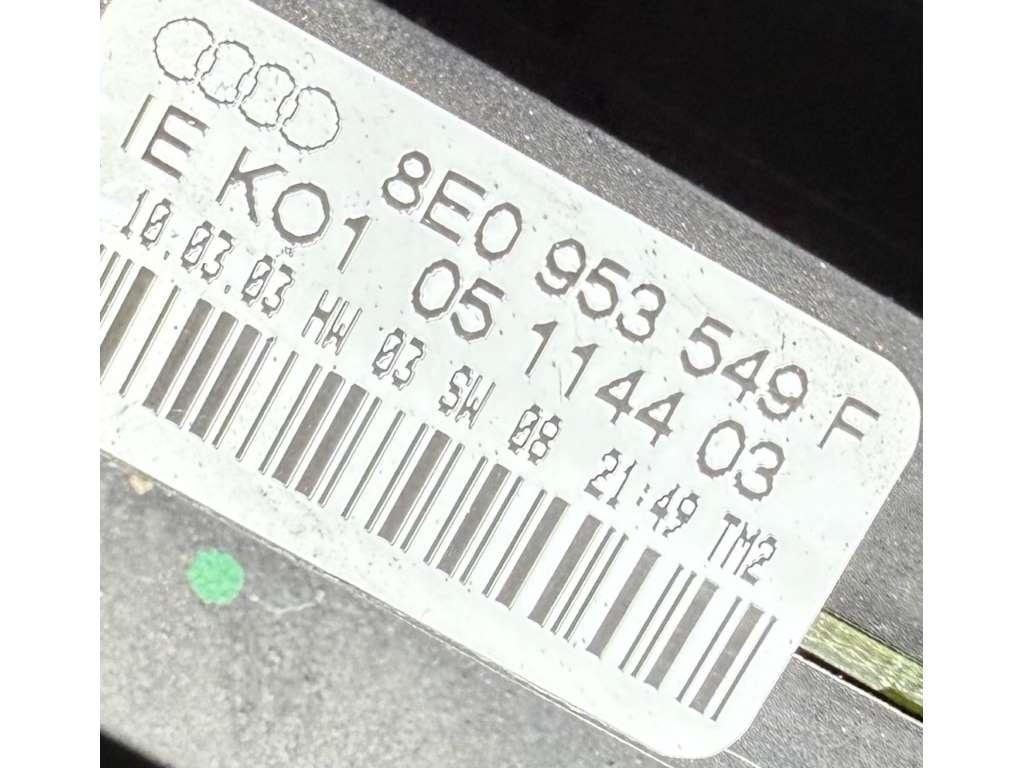 8E0 953 549 F
IE KO1 05 1144 03
10.03.03 HW 03 SW 08 21:49 TM2